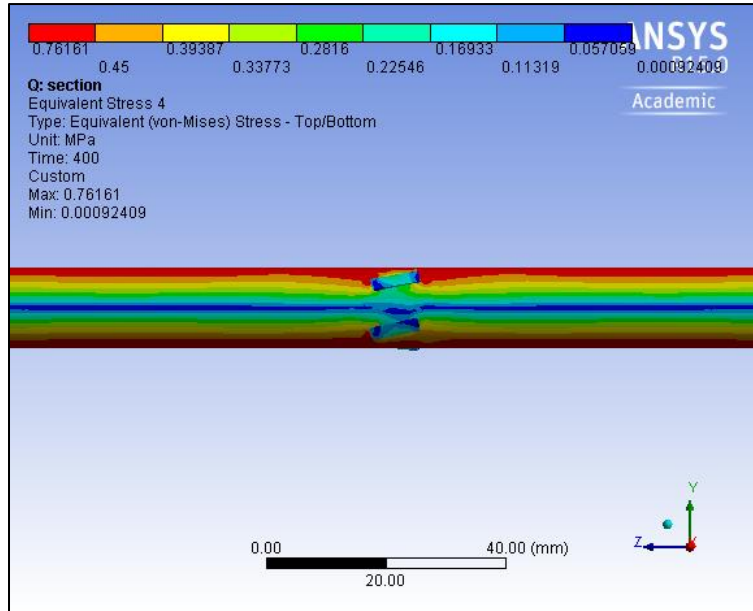 0.76161 0.39387 0.2816 0.16933 0.057059
0.45 0.33773 0.22546 0.11319 0.00092409
ANSYS
R15.0
Academic
Q: section
Equivalent Stress 4
Type: Equivalent (von-Mises) Stress - Top/Bottom
Unit: MPa
Time: 400
Custom
Max: 0.76161
Min: 0.00092409
Y
Z
0.00 40.00 (mm)
20.00